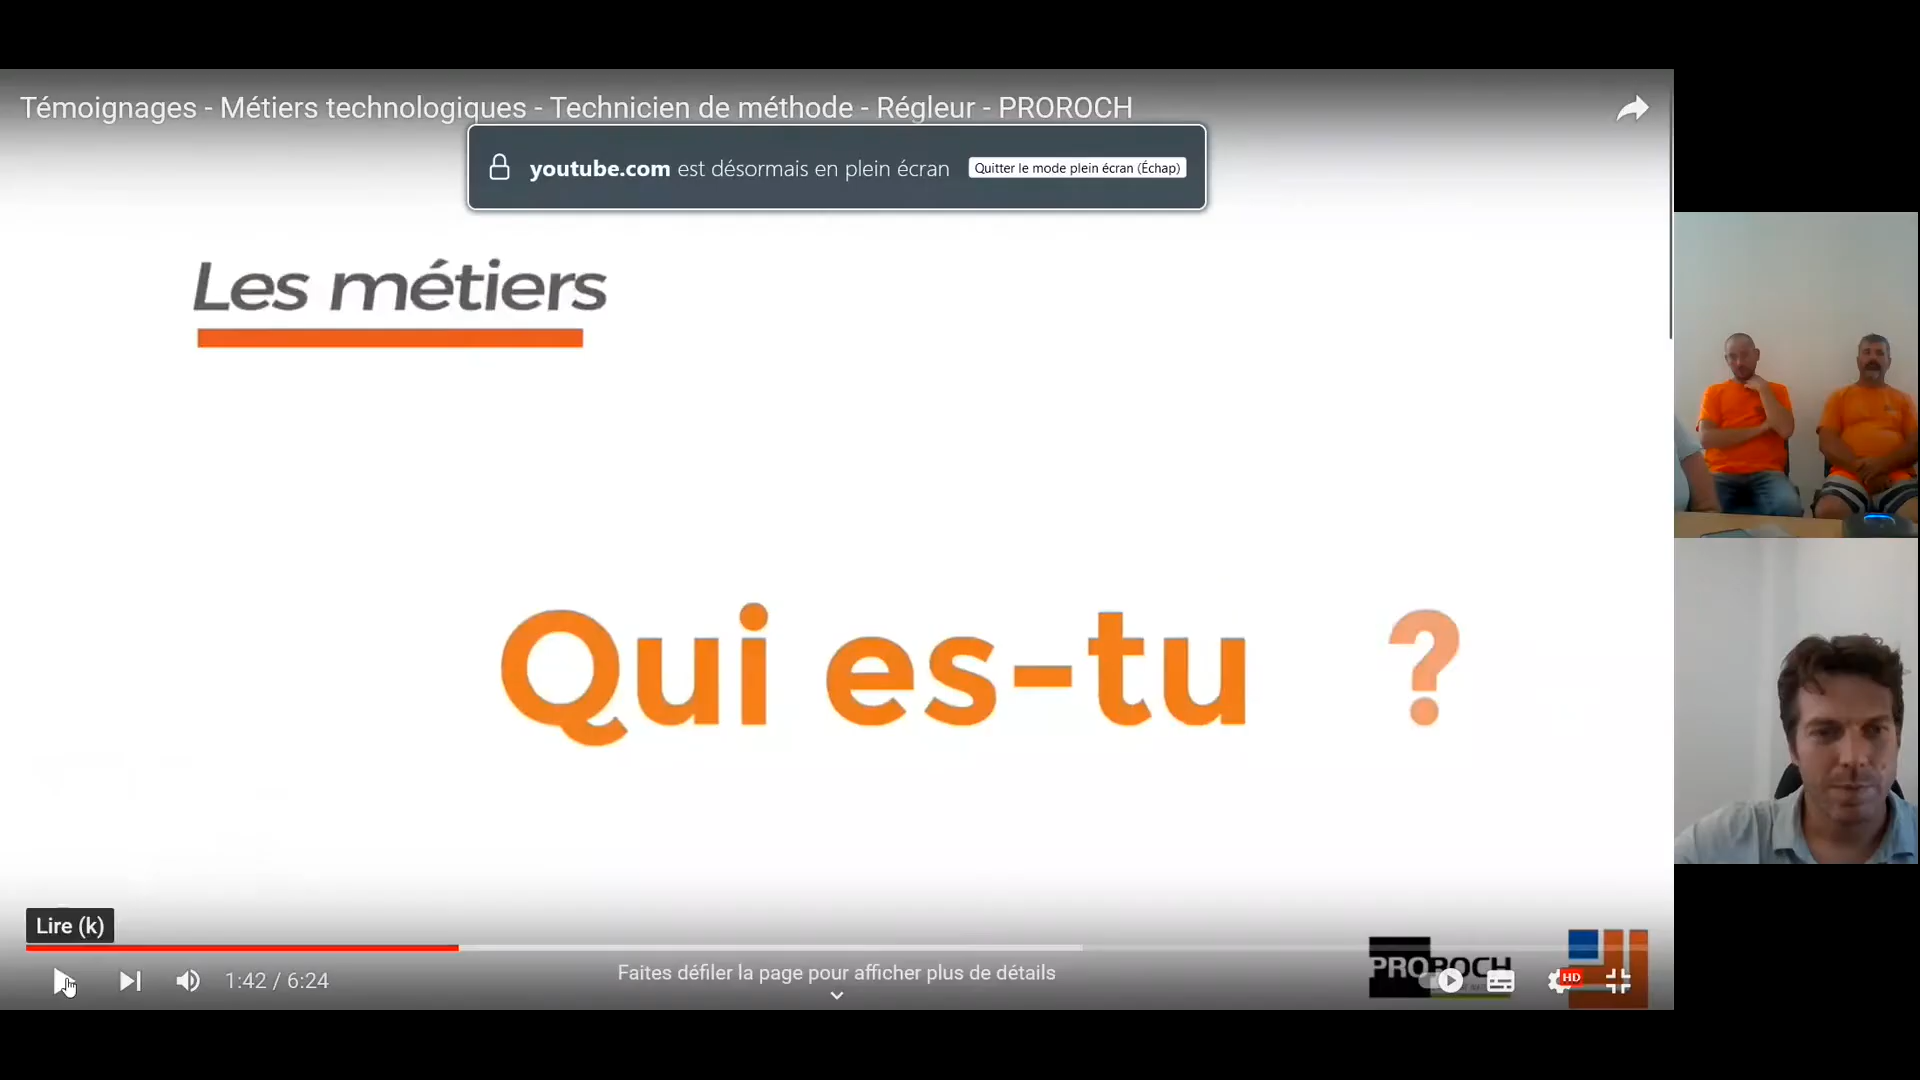 Témoignages - Métiers technologiques - Technicien de méthode - Régleur - PROROCH
youtube.com est désormais en plein écran
Quitter le mode plein écran (Échap)
Les métiers
Qui es-tu ?
Lire (k)
1:42 / 6:24
Faites défiler la page pour afficher plus de détails
PROROCH
HD